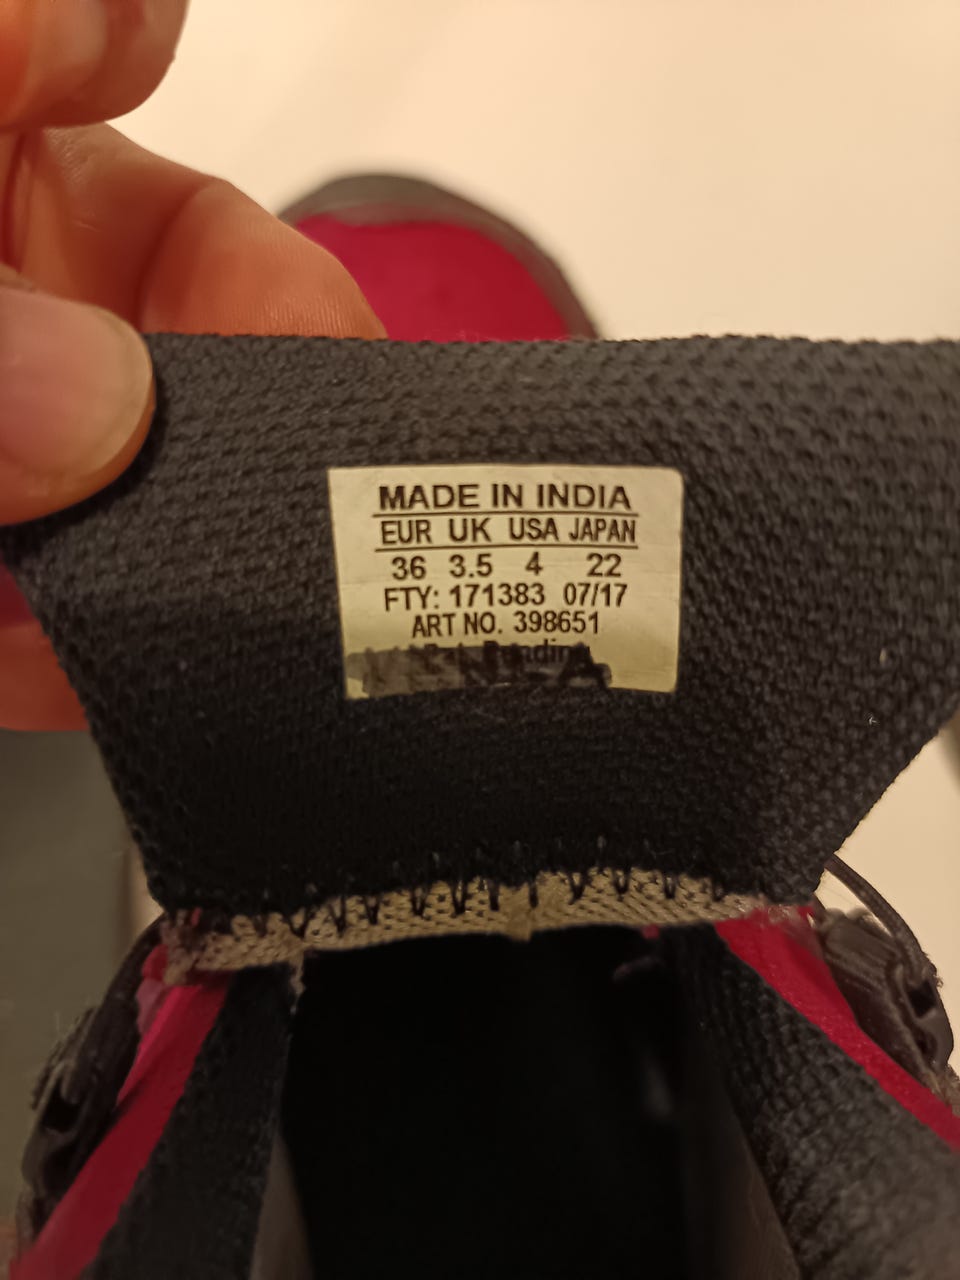 MADE IN INDIA
EUR UK USA JAPAN
36 3.5 4 22
FTY: 171383 07/17
ART NO. 398651
Pending